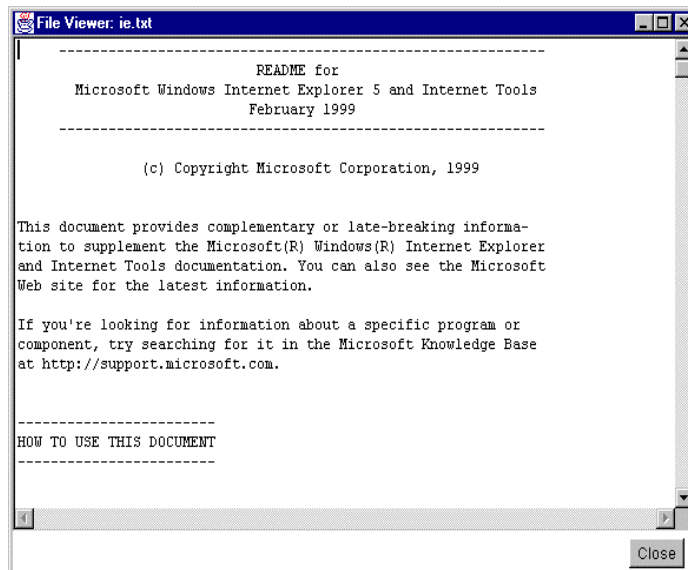 File Viewer: ie.txt
-----------------------------------------------------------
README for
Microsoft Windows Internet Explorer 5 and Internet Tools
February 1999
-----------------------------------------------------------
(c) Copyright Microsoft Corporation, 1999
This document provides complementary or late-breaking informa-
tion to supplement the Microsoft(R) Windows(R) Internet Explorer
and Internet Tools documentation. You can also see the Microsoft
Web site for the latest information.
If you're looking for information about a specific program or
component, try searching for it in the Microsoft Knowledge Base
at http://support.microsoft.com.
------------------------
HOW TO USE THIS DOCUMENT
------------------------
Close